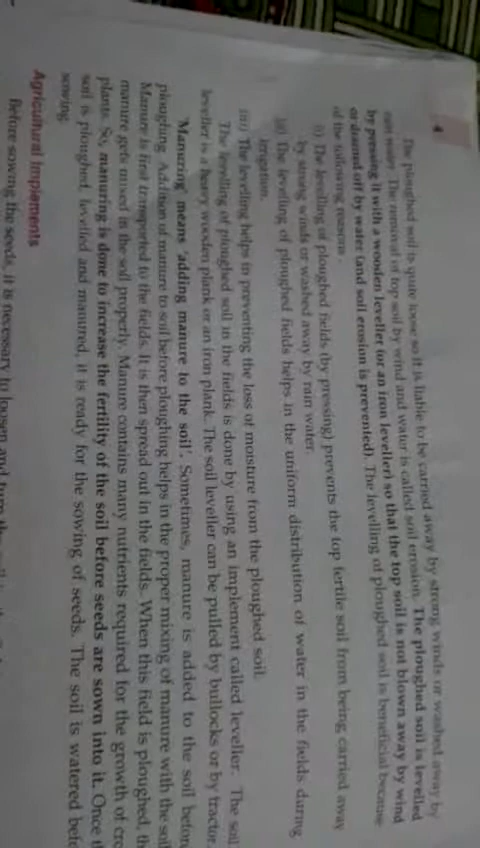 4
The ploughed soil is quite loose so it is liable to be carried away by strong winds or washed away by
rain water. The removal of top soil by wind and water is called soil erosion. The ploughed soil is levelled
by pressing it with a wooden leveller (or an iron leveller) so that the top soil is not blown away by wind
or drained off by water (and soil erosion is prevented). The levelling of ploughed soil is beneficial because
of the following reasons :
(i) The levelling of ploughed fields (by pressing) prevents the top fertile soil from being carried away
by strong winds or washed away by rain water.
(ii) The levelling of ploughed fields helps in the uniform distribution of water in the fields during
irrigation.
(iii) The levelling helps in preventing the loss of moisture from the ploughed soil.
The levelling of ploughed soil in the fields is done by using an implement called leveller. The soil
leveller is a heavy wooden plank or an iron plank. The soil leveller can be pulled by bullocks or by tractor.
'Manuring' means 'adding manure to the soil'. Sometimes, manure is added to the soil before
ploughing. Addition of manure to soil before ploughing helps in the proper mixing of manure with the soil
Manure is first transported to the fields. It is then spread out in the fields. When this field is ploughed, th
manure gets mixed in the soil properly. Manure contains many nutrients required for the growth of cro
plants. So, manuring is done to increase the fertility of the soil before seeds are sown into it. Once t
soil is ploughed, levelled and manured, it is ready for the sowing of seeds. The soil is watered befo
sowing.
Agricultural Implements
Before sowing the seeds, it is necessary to loosen and turn